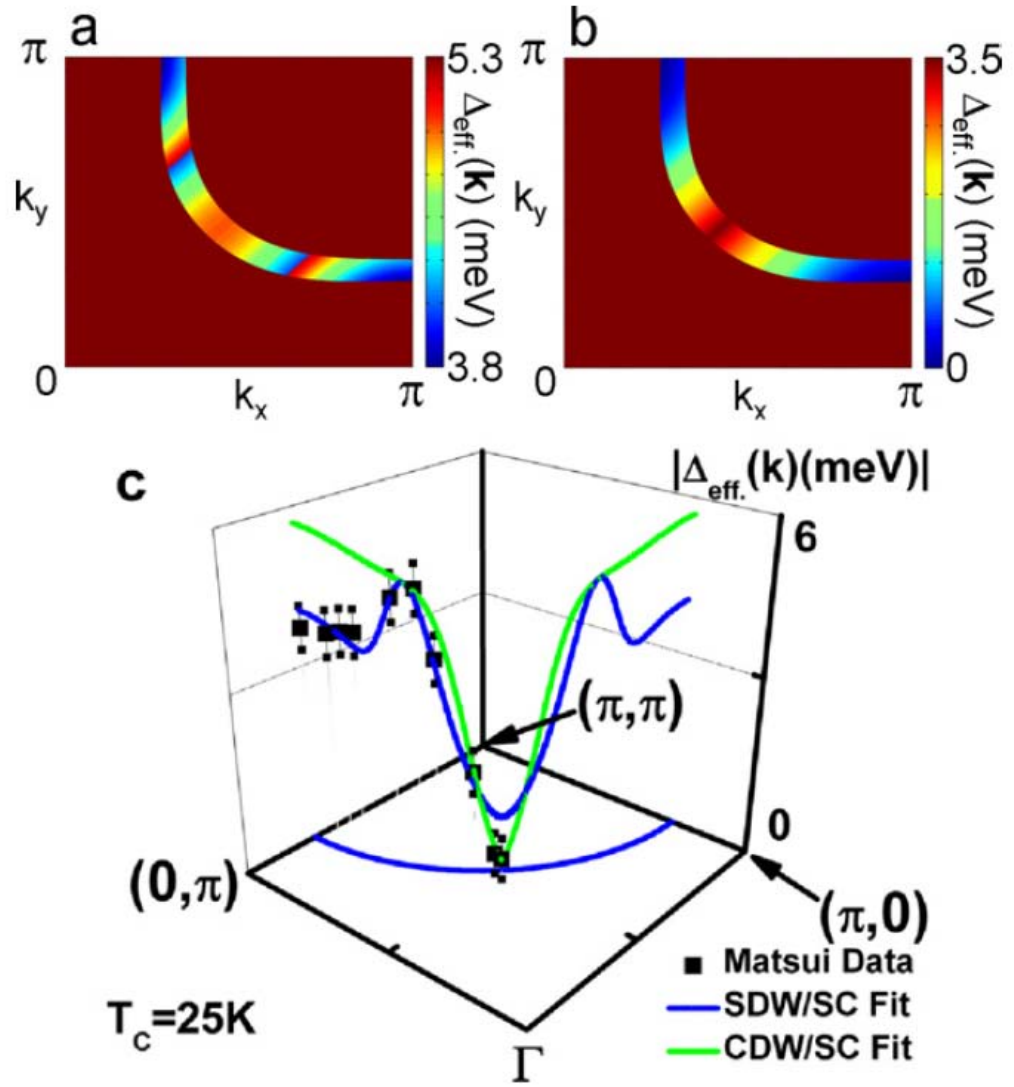 a
π
k_y
0
k_x
π
5.3
Δ_eff.(k) (meV)
3.8
b
π
k_y
0
k_x
π
3.5
Δ_eff.(k) (meV)
0
c
|Δ_eff.(k)(meV)|
6
(π,π)
0
(0,π)
(π,0)
Matsui Data
SDW/SC Fit
CDW/SC Fit
T_C=25K
Γ